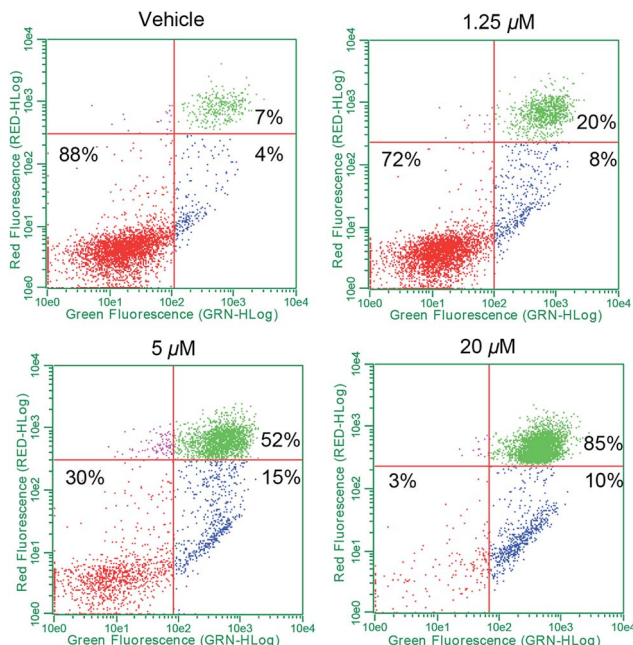 Vehicle
10e4
10e3
10e2
10e1
10e0
Red Fluorescence (RED-HLog)
7%
88%
4%
10e0
10e1
10e2
10e3
10e4
Green Fluorescence (GRN-HLog)
1.25 µM
10e4
10e3
10e2
10e1
10e0
Red Fluorescence (RED-HLog)
20%
72%
8%
10e0
10e1
10e2
10e3
10e4
Green Fluorescence (GRN-HLog)
5 µM
10e4
10e3
10e2
10e1
10e0
Red Fluorescence (RED-HLog)
52%
30%
15%
10e0
10e1
10e2
10e3
10e4
Green Fluorescence (GRN-HLog)
20 µM
10e4
10e3
10e2
10e1
10e0
Red Fluorescence (RED-HLog)
85%
3%
10%
10e0
10e1
10e2
10e3
10e4
Green Fluorescence (GRN-HLog)